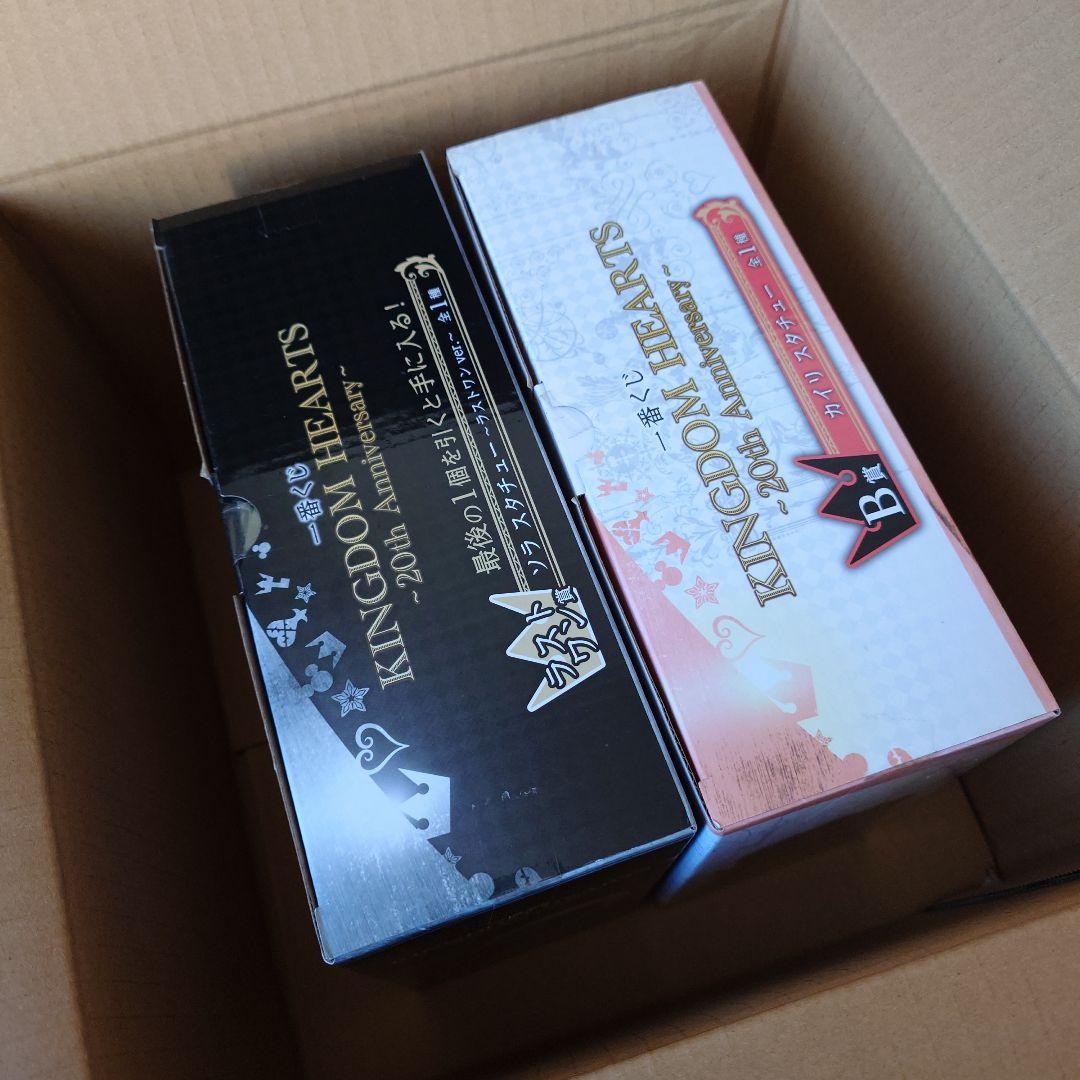 一番くじ
KINGDOM HEARTS
~20th Anniversary~
最後の1個を引くと手に入る!
ラストワン賞
ソラ スタチュー ~ラストワンver.~ 全1種
一番くじ
KINGDOM HEARTS
~20th Anniversary~
B賞
カイリ スタチュー 全1種